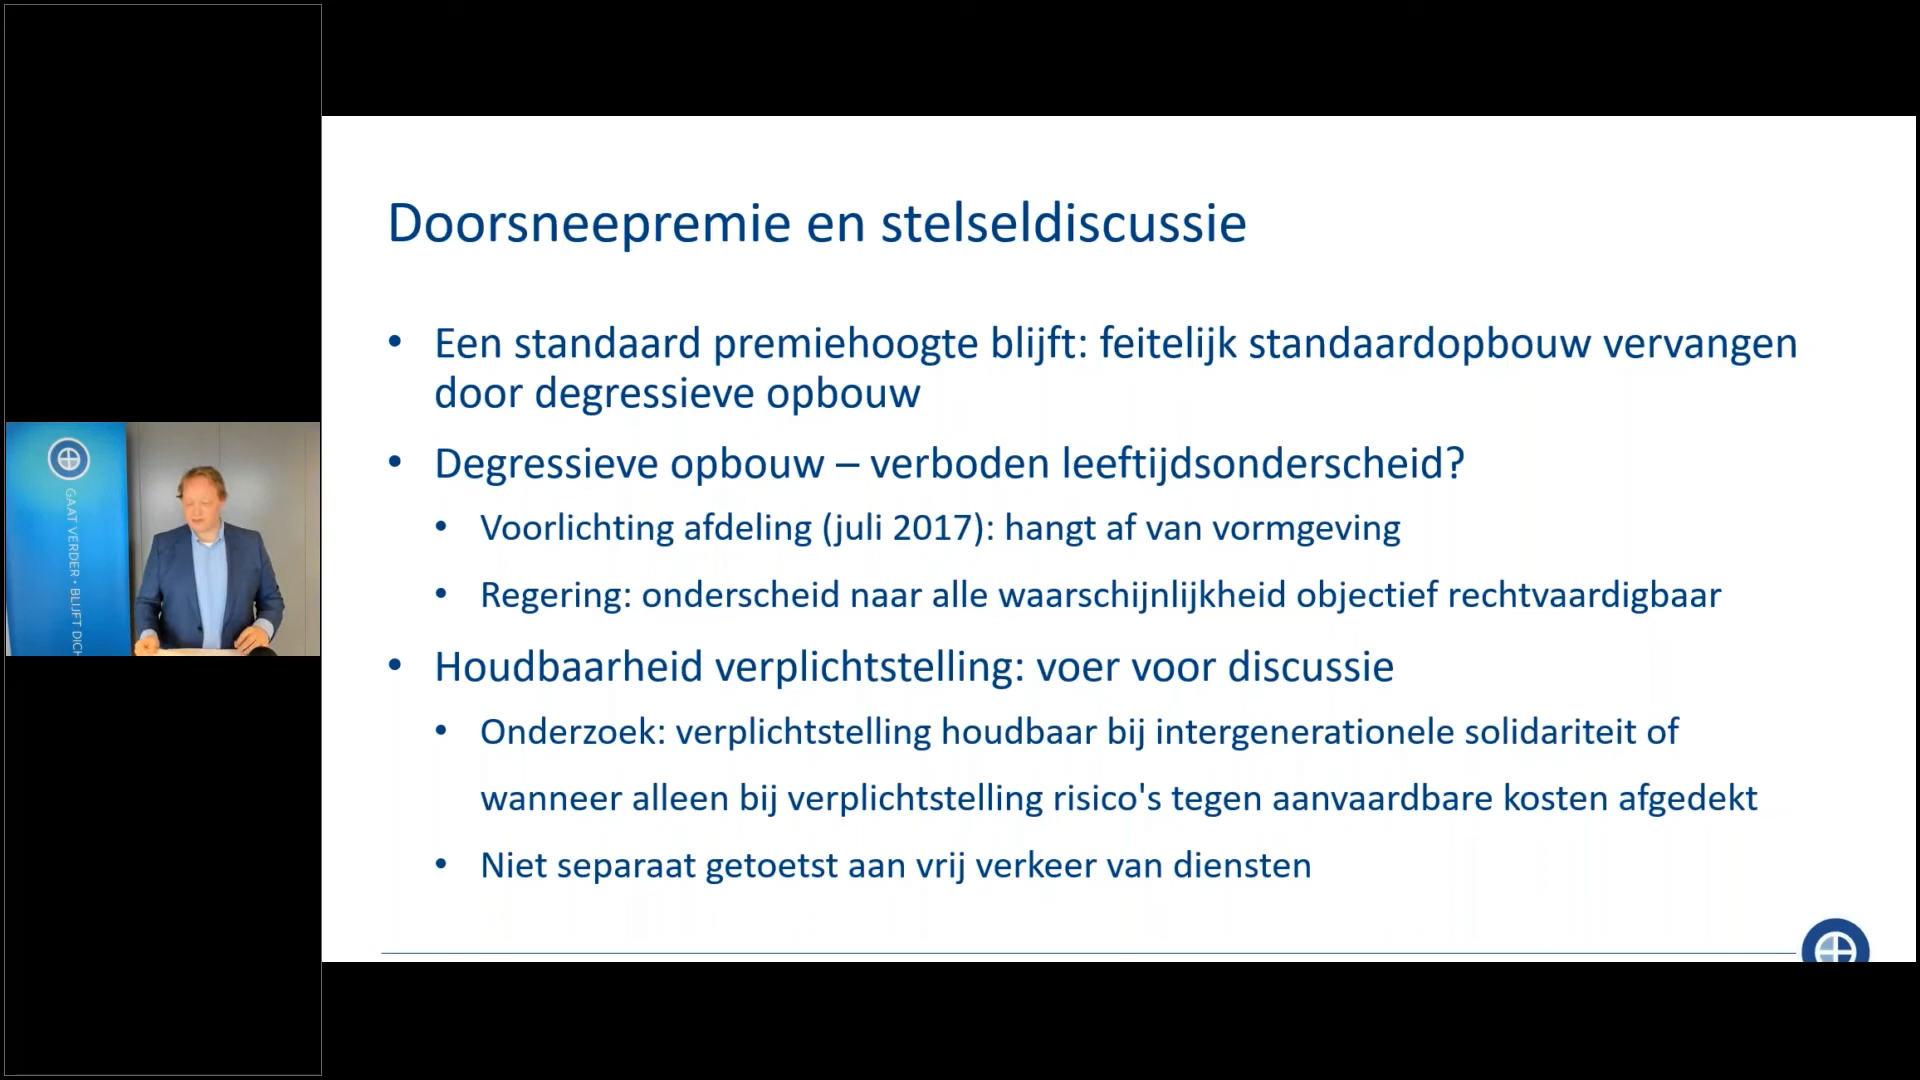 Doorsneepremie en stelseldiscussie
• Een standaard premiehoogte blijft: feitelijk standaardopbouw vervangen
door degressieve opbouw
• Degressieve opbouw – verboden leeftijdsonderscheid?
• Voorlichting afdeling (juli 2017): hangt af van vormgeving
• Regering: onderscheid naar alle waarschijnlijkheid objectief rechtvaardigbaar
• Houdbaarheid verplichtstelling: voer voor discussie
• Onderzoek: verplichtstelling houdbaar bij intergenerationele solidariteit of
wanneer alleen bij verplichtstelling risico's tegen aanvaardbare kosten afgedekt
• Niet separaat getoetst aan vrij verkeer van diensten
GAAT VERDER • BLIJFT DICH